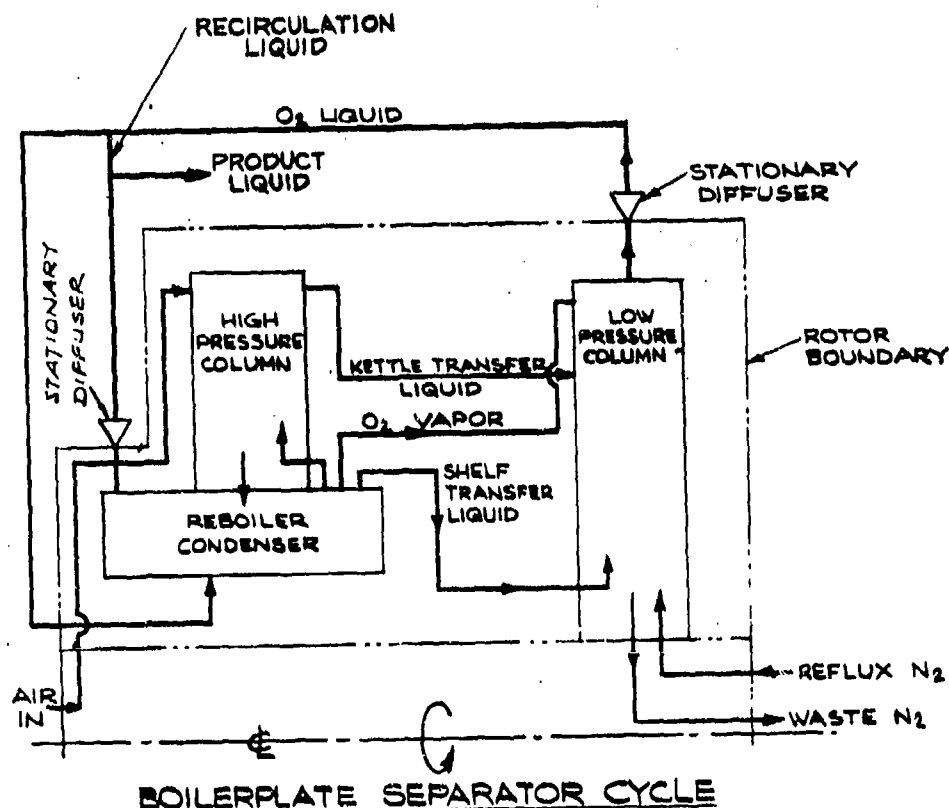 RECIRCULATION
LIQUID
O2 LIQUID
PRODUCT
LIQUID
STATIONARY
DIFFUSER
STATIONARY
DIFFUSER
HIGH
PRESSURE
COLUMN
LOW
PRESSURE
COLUMN
ROTOR
BOUNDARY
KETTLE TRANSFER
LIQUID
O2 VAPOR
SHELF
TRANSFER
LIQUID
REBOILER
CONDENSER
AIR
IN
REFLUX N2
WASTE N2
℄
BOILERPLATE SEPARATOR CYCLE